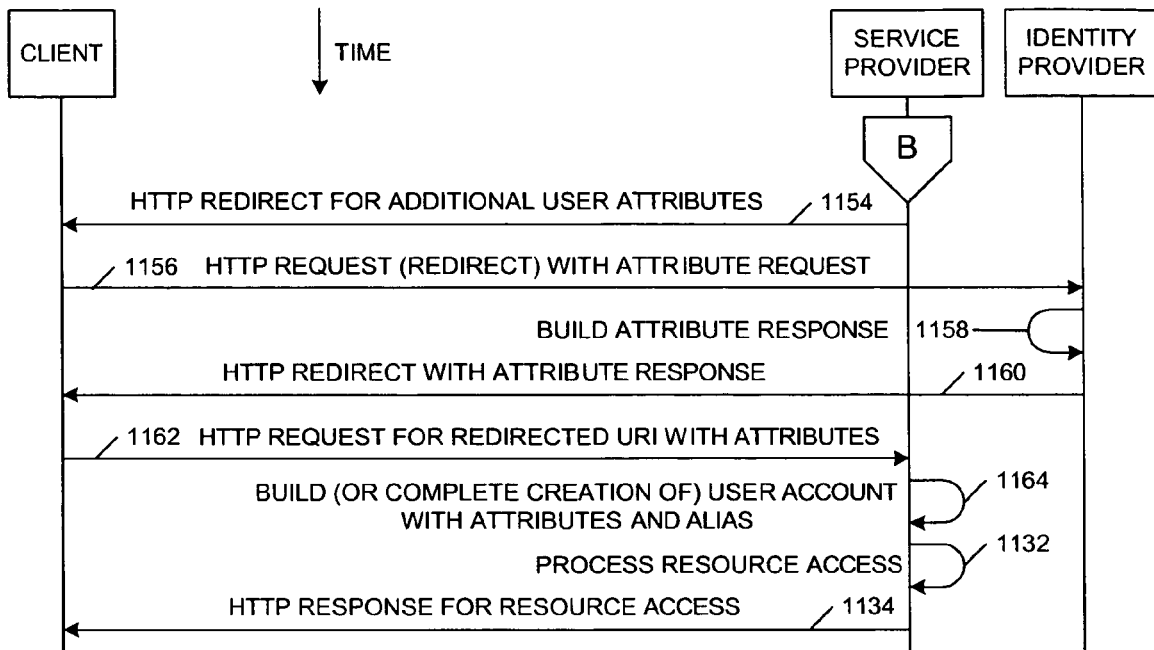 CLIENT
TIME
SERVICE
PROVIDER
IDENTITY
PROVIDER
B
HTTP REDIRECT FOR ADDITIONAL USER ATTRIBUTES
1154
1156
HTTP REQUEST (REDIRECT) WITH ATTRIBUTE REQUEST
BUILD ATTRIBUTE RESPONSE
1158
HTTP REDIRECT WITH ATTRIBUTE RESPONSE
1160
1162
HTTP REQUEST FOR REDIRECTED URI WITH ATTRIBUTES
BUILD (OR COMPLETE CREATION OF) USER ACCOUNT
WITH ATTRIBUTES AND ALIAS
1164
PROCESS RESOURCE ACCESS
1132
HTTP RESPONSE FOR RESOURCE ACCESS
1134